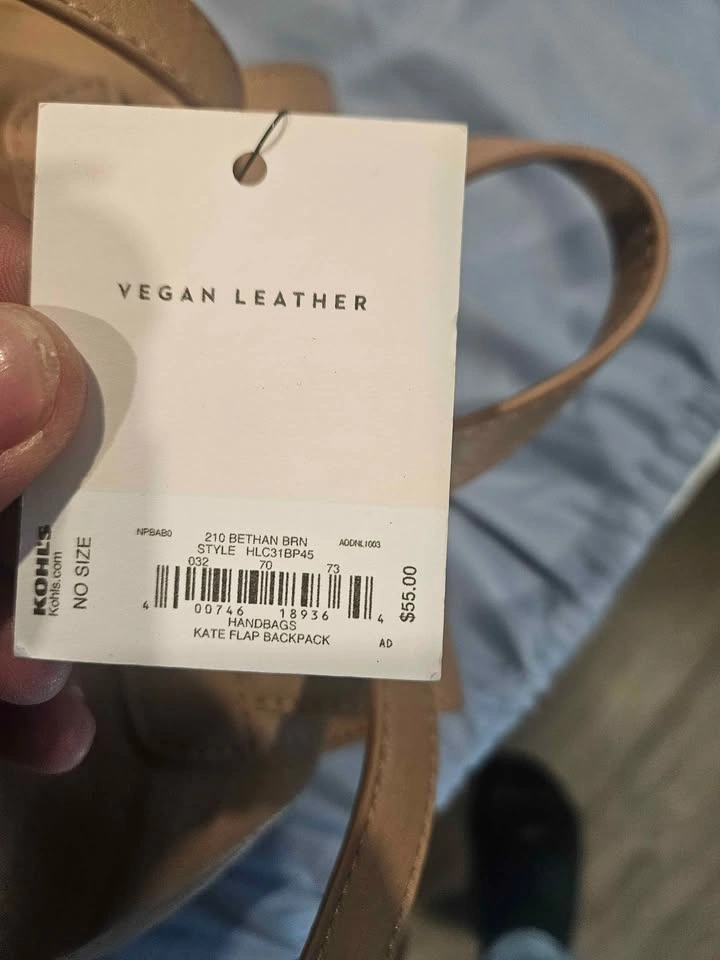 VEGAN LEATHER
NPBAB0
210 BETHAN BRN
ADDNL1003
STYLE HLC31BP45
032 70 73
4 00746 18936 4
HANDBAGS
KATE FLAP BACKPACK
AD
KOHL'S
Kohls.com
NO SIZE
$55.00